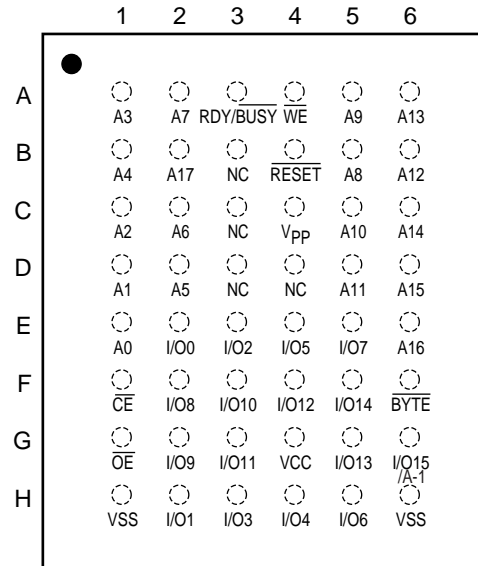 1 2 3 4 5 6
A
A3 A7 RDY/BUSY WE A9 A13
B
A4 A17 NC RESET A8 A12
C
A2 A6 NC VPP A10 A14
D
A1 A5 NC NC A11 A15
E
A0 I/O0 I/O2 I/O5 I/O7 A16
F
CE I/O8 I/O10 I/O12 I/O14 BYTE
G
OE I/O9 I/O11 VCC I/O13 I/O15
/A-1
H
VSS I/O1 I/O3 I/O4 I/O6 VSS